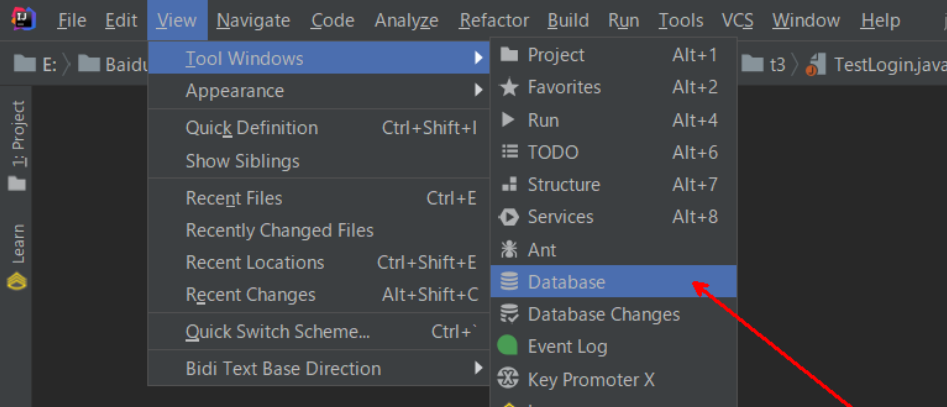 IJ File Edit View Navigate Code Analyze Refactor Build Run Tools VCS Window Help
E: Baidu t3 TestLogin.java
1: Project
Learn
Tool Windows
Appearance
Quick Definition Ctrl+Shift+I
Show Siblings
Recent Files Ctrl+E
Recently Changed Files
Recent Locations Ctrl+Shift+E
Recent Changes Alt+Shift+C
Quick Switch Scheme... Ctrl+`
Bidi Text Base Direction
Project Alt+1
Favorites Alt+2
Run Alt+4
TODO Alt+6
Structure Alt+7
Services Alt+8
Ant
Database
Database Changes
Event Log
Key Promoter X